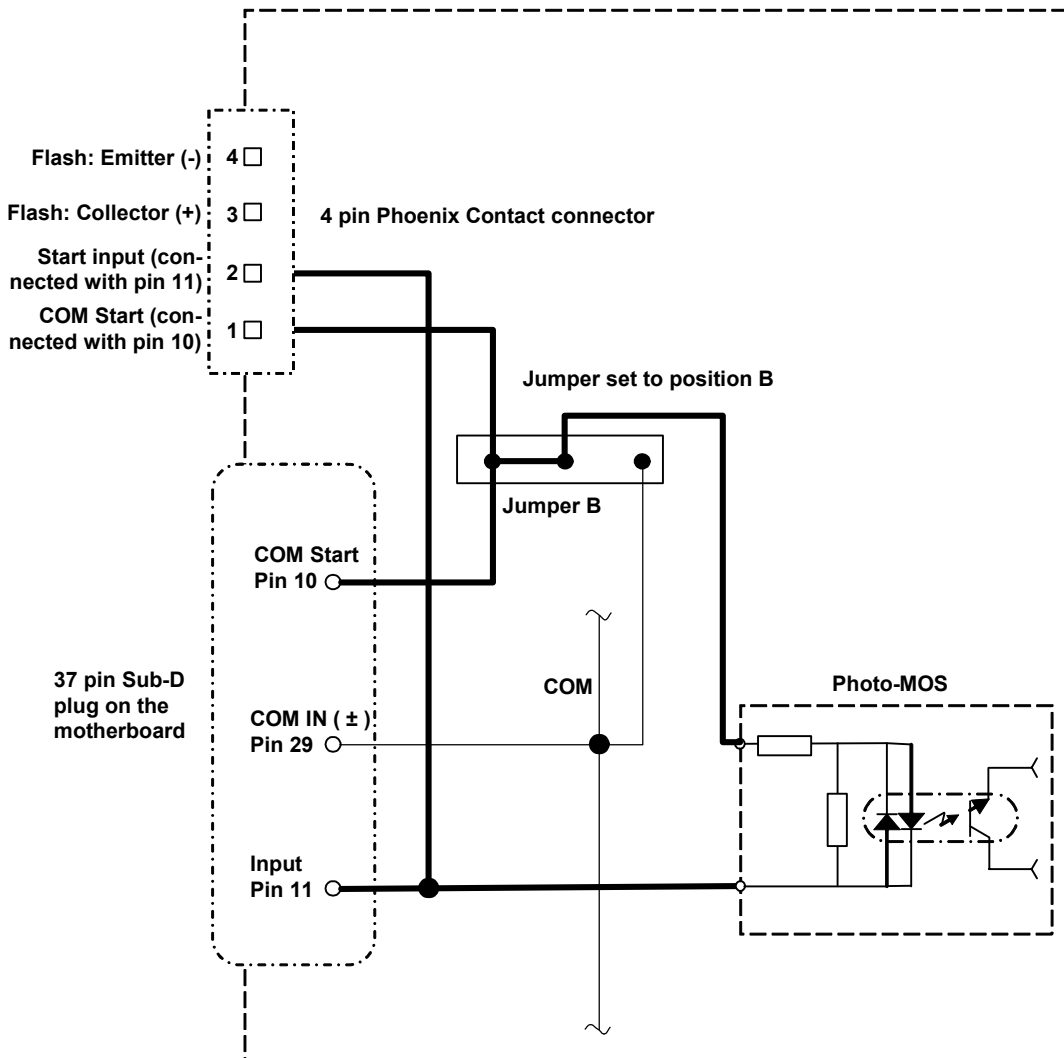 Flash: Emitter (-)
4
Flash: Collector (+)
3
4 pin Phoenix Contact connector
Start input (con-
nected with pin 11)
2
COM Start (con-
nected with pin 10)
1
Jumper set to position B
Jumper B
COM Start
Pin 10
37 pin Sub-D
plug on the
motherboard
COM IN ( ± )
Pin 29
COM
Photo-MOS
Input
Pin 11